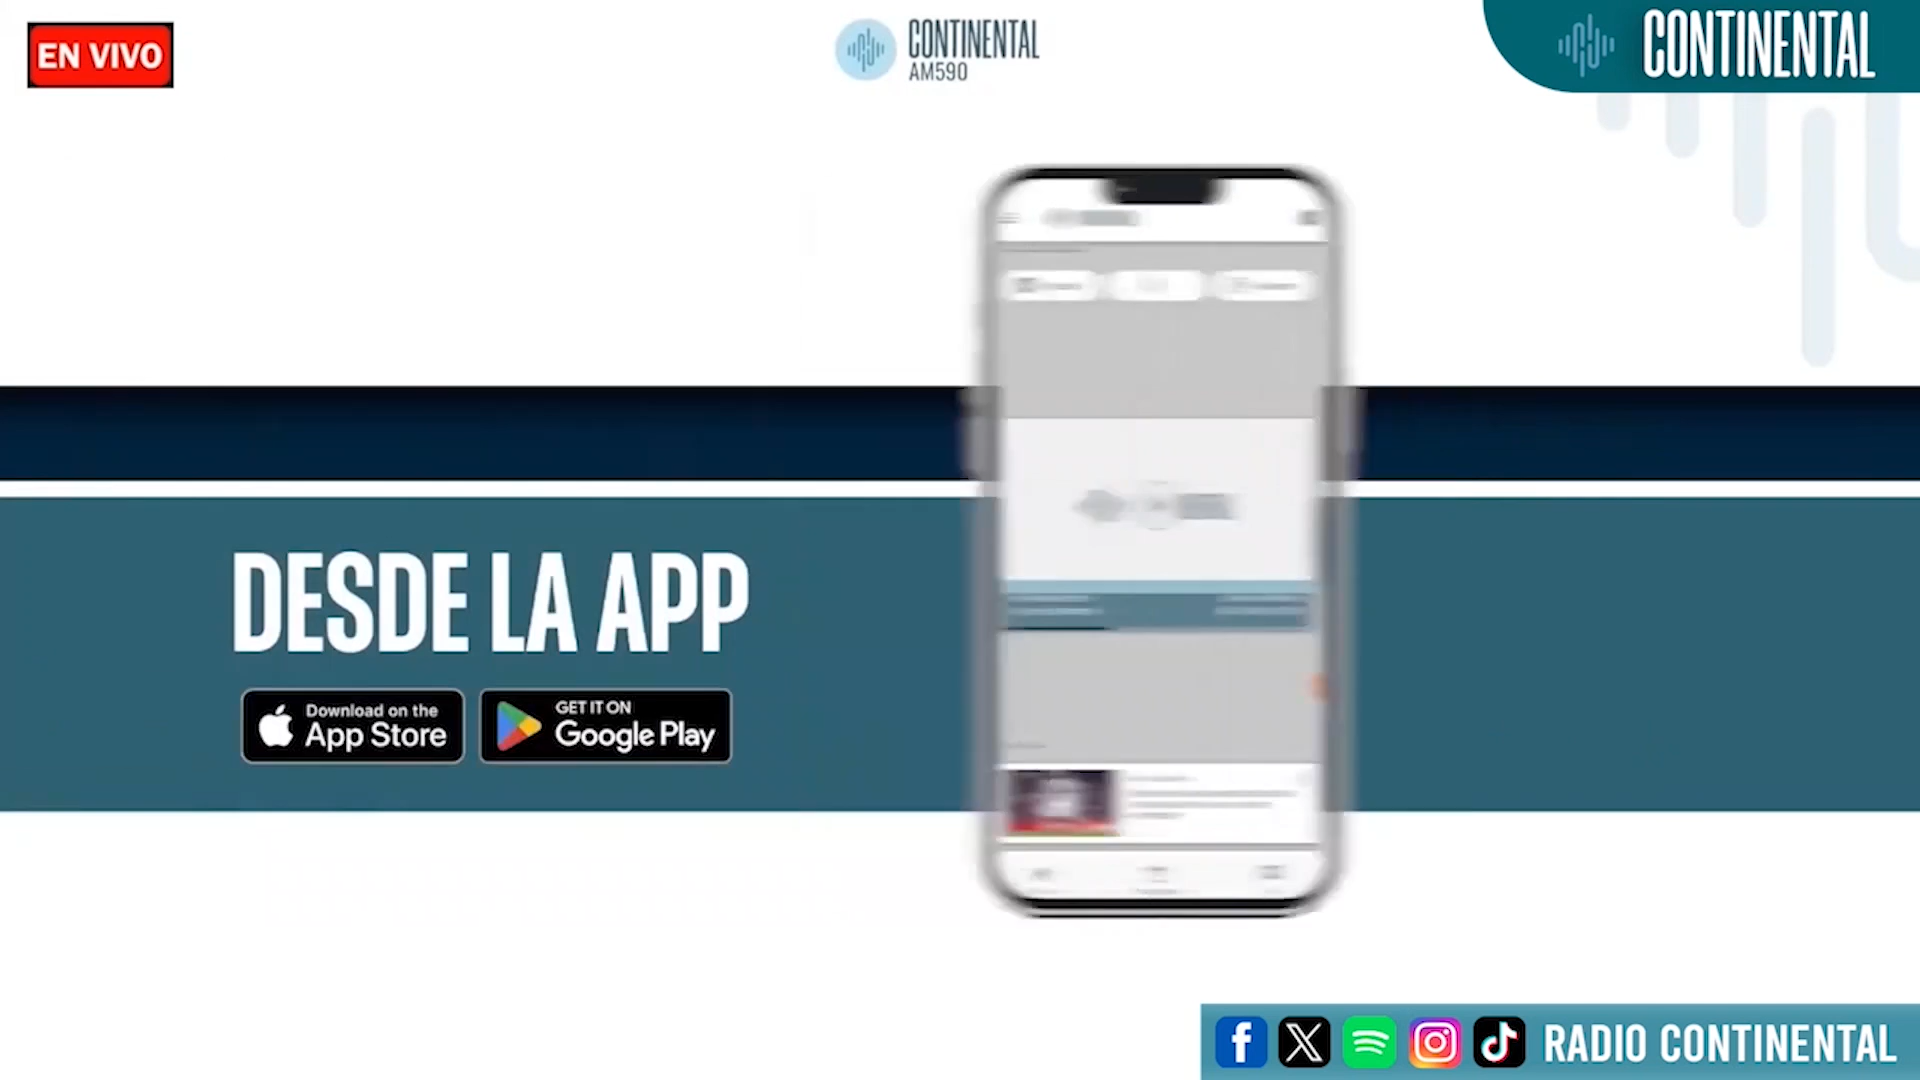 EN VIVO
CONTINENTAL
AM590
CONTINENTAL
DESDE LA APP
Download on the
App Store
GET IT ON
Google Play
RADIO CONTINENTAL